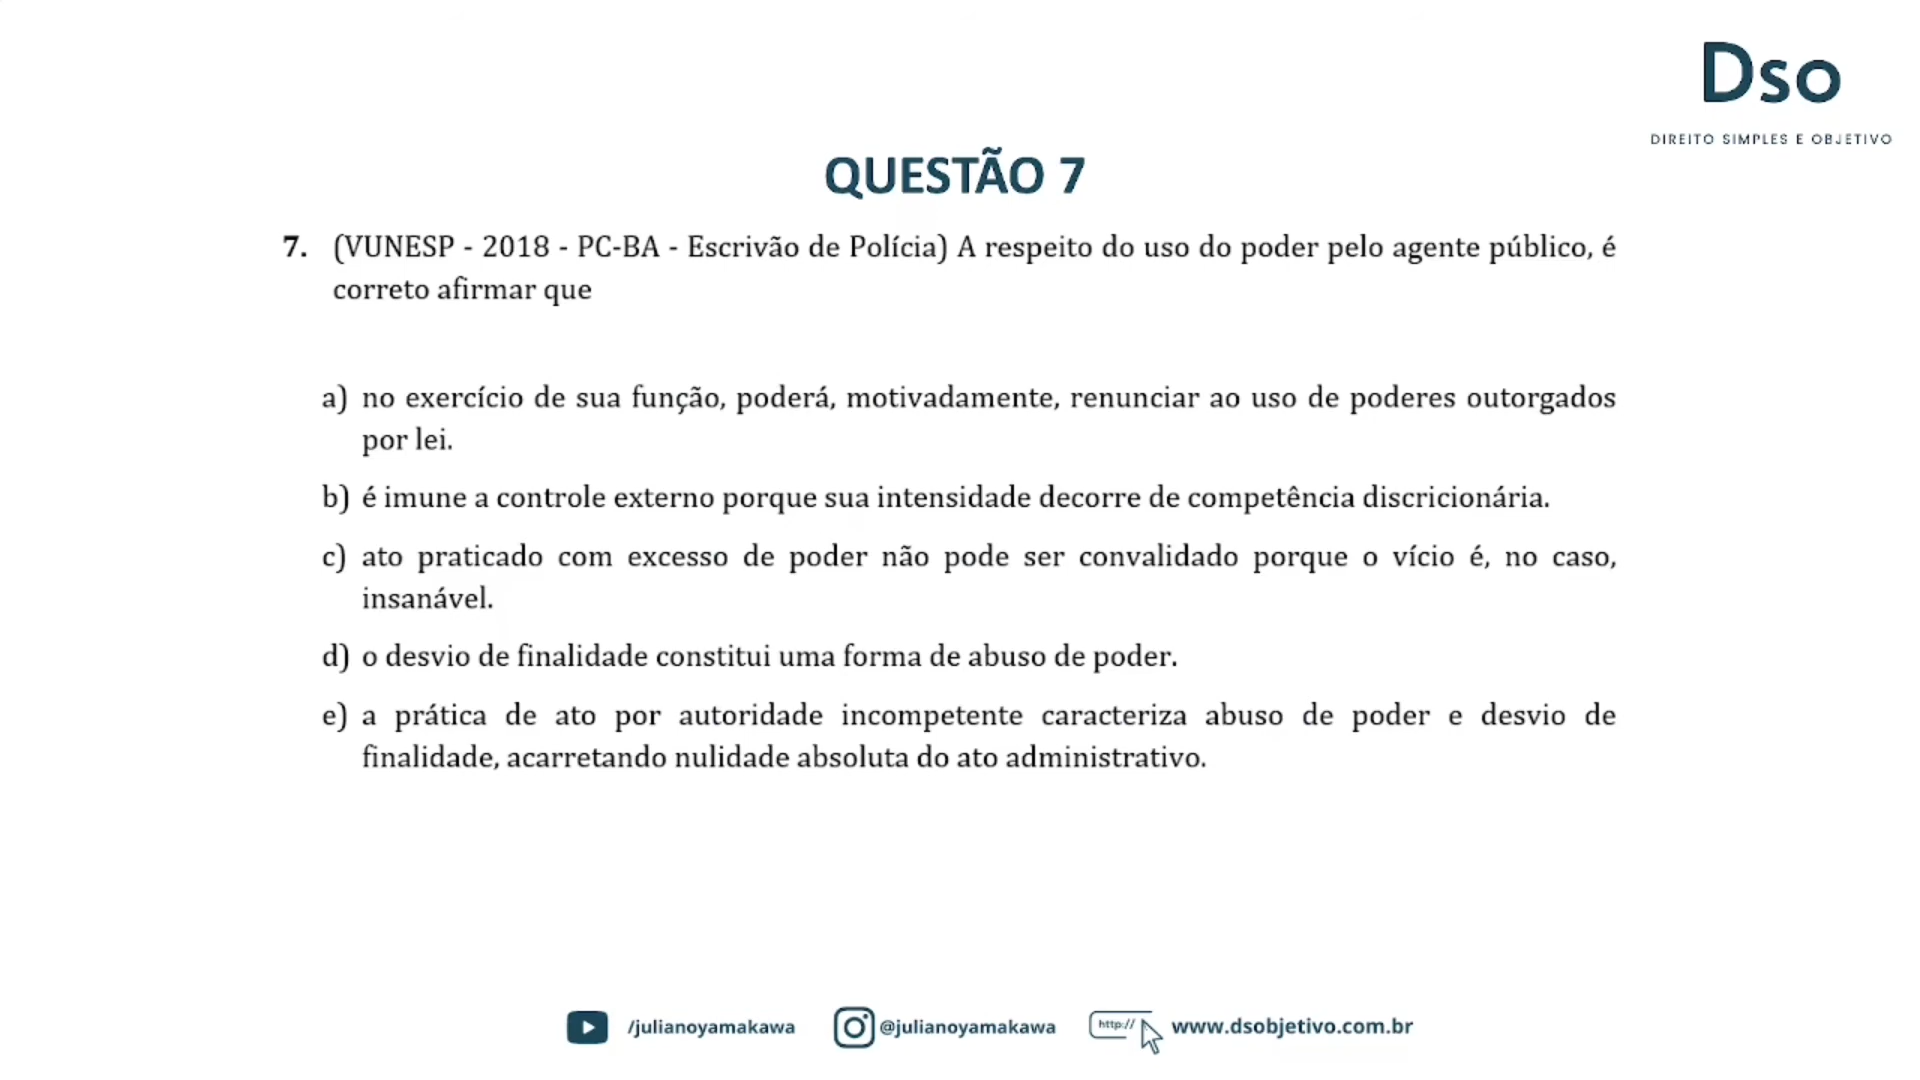 Dso
DIREITO SIMPLES E OBJETIVO
QUESTÃO 7
7. (VUNESP - 2018 - PC-BA - Escrivão de Polícia) A respeito do uso do poder pelo agente público, é
correto afirmar que
a) no exercício de sua função, poderá, motivadamente, renunciar ao uso de poderes outorgados
por lei.
b) é imune a controle externo porque sua intensidade decorre de competência discricionária.
c) ato praticado com excesso de poder não pode ser convalidado porque o vício é, no caso,
insanável.
d) o desvio de finalidade constitui uma forma de abuso de poder.
e) a prática de ato por autoridade incompetente caracteriza abuso de poder e desvio de
finalidade, acarretando nulidade absoluta do ato administrativo.
/julianoyamakawa @julianoyamakawa http:// www.dsobjetivo.com.br